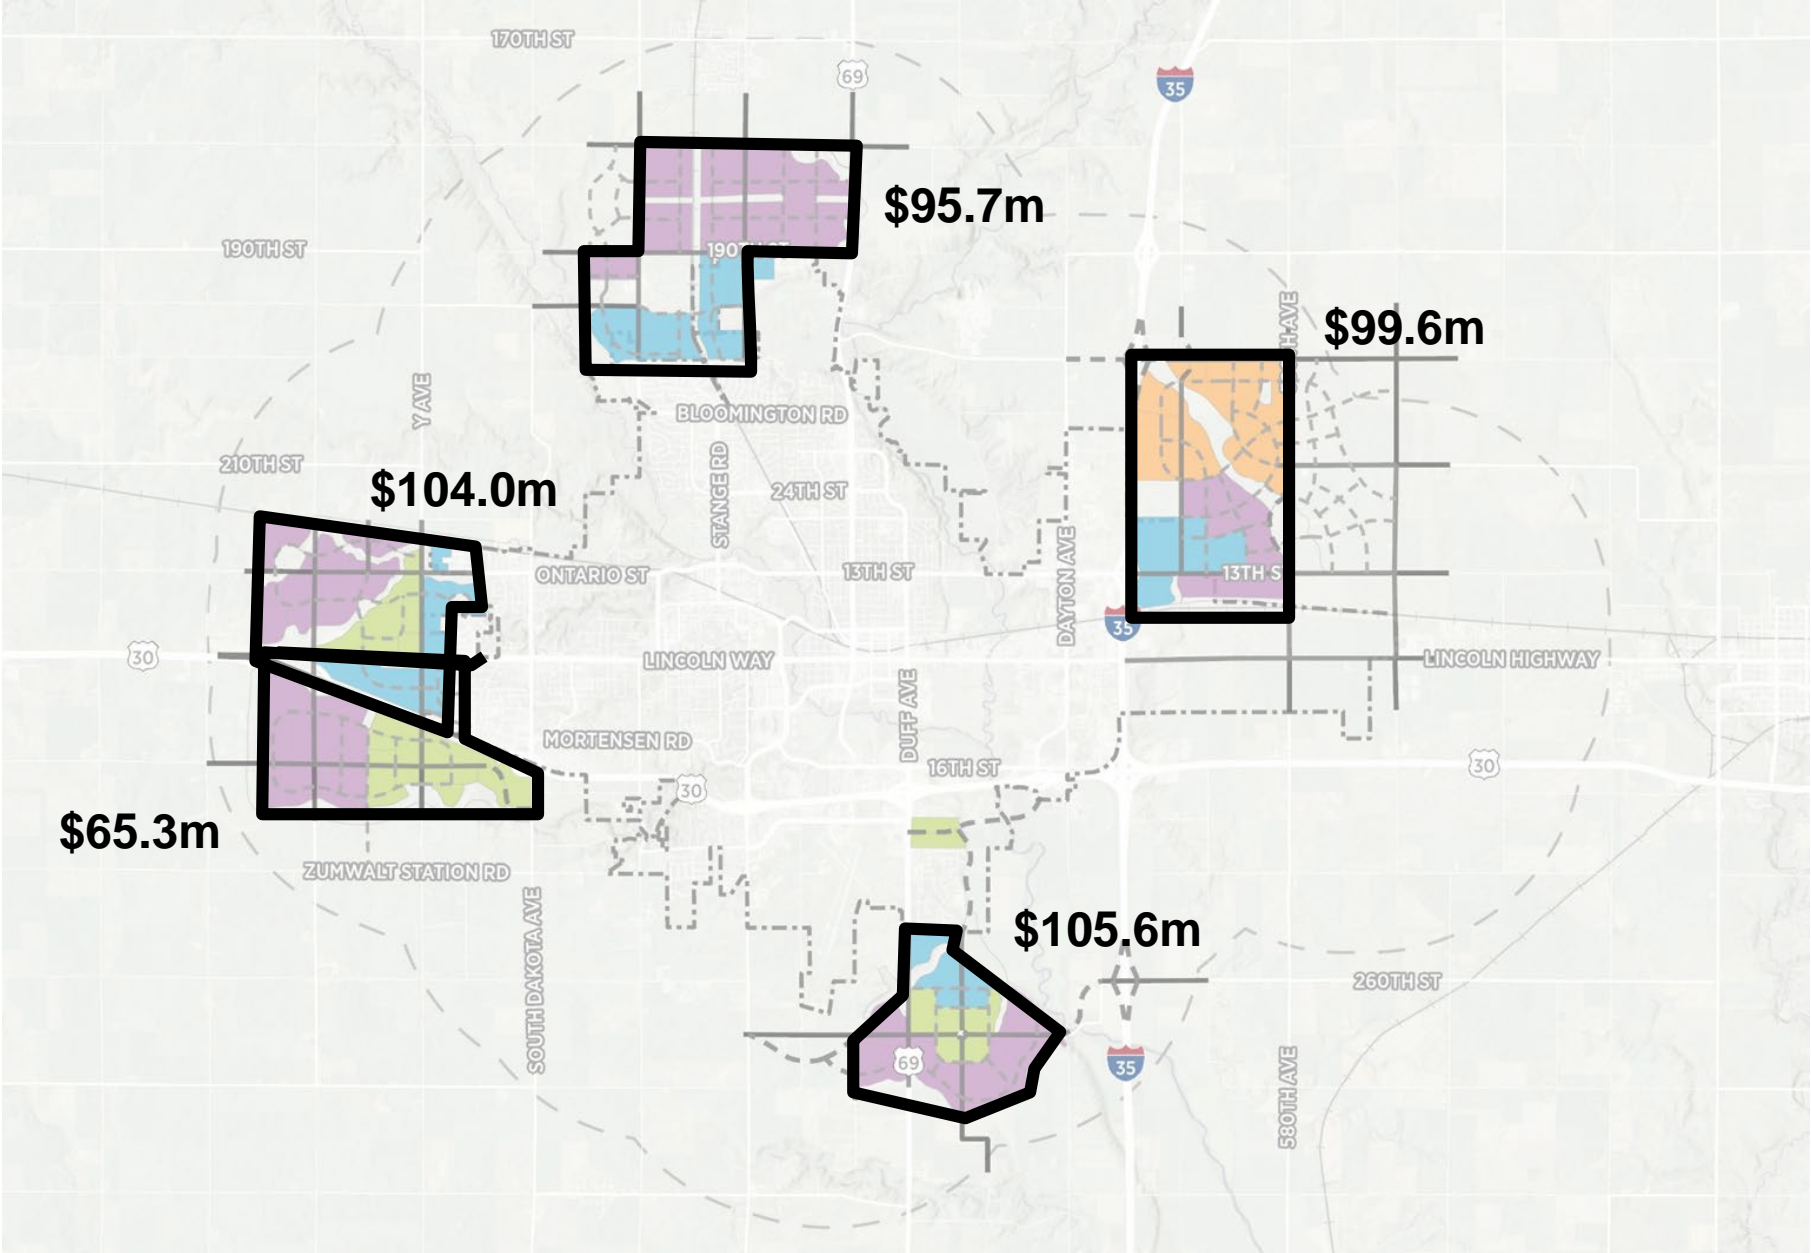 170TH ST
69
35
$95.7m
190TH ST
190TH ST
$99.6m
Y AVE
BLOOMINGTON RD
210TH ST
$104.0m
STANGE RD
24TH ST
ONTARIO ST
13TH ST
DAYTON AVE
13TH S
35
30
LINCOLN WAY
LINCOLN HIGHWAY
DUFF AVE
MORTENSEN RD
16TH ST
30
30
$65.3m
ZUMWALT STATION RD
SOUTH DAKOTA AVE
$105.6m
260TH ST
69
35
580TH AVE